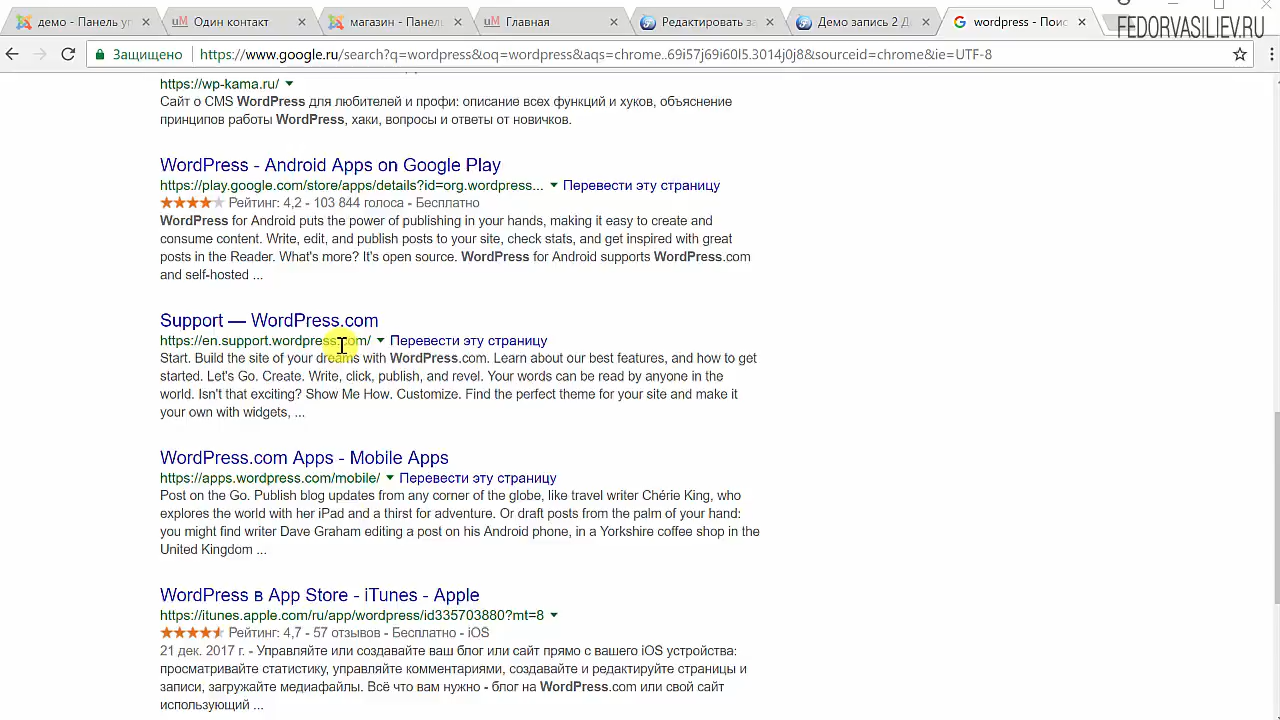 демо - Панель уп
Один контакт
магазин - Панел
Главная
Редактировать за
Демо запись 2 Д
wordpress - Поис
FEDORVASILIEV.RU
Защищено
https://www.google.ru/search?q=wordpress&oq=wordpress&aqs=chrome..69i57j69i60l5.3014j0j8&sourceid=chrome&ie=UTF-8
https://wp-kama.ru/
Сайт о CMS WordPress для любителей и профи: описание всех функций и хуков, объяснение
принципов работы WordPress, хаки, вопросы и ответы от новичков.
WordPress - Android Apps on Google Play
https://play.google.com/store/apps/details?id=org.wordpress... Перевести эту страницу
Рейтинг: 4,2 - 103 844 голоса - Бесплатно
WordPress for Android puts the power of publishing in your hands, making it easy to create and
consume content. Write, edit, and publish posts to your site, check stats, and get inspired with great
posts in the Reader. What's more? It's open source. WordPress for Android supports WordPress.com
and self-hosted ...
Support — WordPress.com
https://en.support.wordpress.com/ Перевести эту страницу
Start. Build the site of your dreams with WordPress.com. Learn about our best features, and how to get
started. Let's Go. Create. Write, click, publish, and revel. Your words can be read by anyone in the
world. Isn't that exciting? Show Me How. Customize. Find the perfect theme for your site and make it
your own with widgets, ...
WordPress.com Apps - Mobile Apps
https://apps.wordpress.com/mobile/ Перевести эту страницу
Post on the Go. Publish blog updates from any corner of the globe, like travel writer Chérie King, who
explores the world with her iPad and a thirst for adventure. Or draft posts from the palm of your hand:
you might find writer Dave Graham editing a post on his Android phone, in a Yorkshire coffee shop in the
United Kingdom ...
WordPress в App Store - iTunes - Apple
https://itunes.apple.com/ru/app/wordpress/id335703880?mt=8
Рейтинг: 4,7 - 57 отзывов - Бесплатно - iOS
21 дек. 2017 г. - Управляйте или создавайте ваш блог или сайт прямо с вашего iOS устройства:
просматривайте статистику, управляйте комментариями, создавайте и редактируйте страницы и
записи, загружайте медиафайлы. Всё что вам нужно - блог на WordPress.com или свой сайт
использующий ...